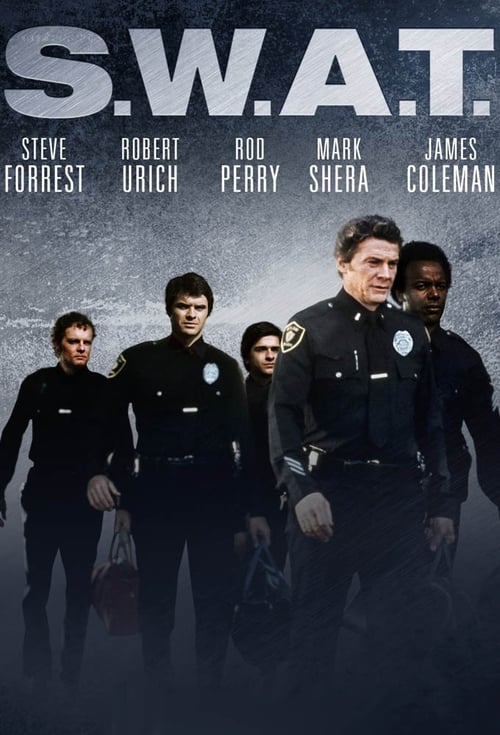 S.W.A.T.
STEVE ROBERT ROD MARK JAMES
FORREST URICH PERRY SHERA COLEMAN